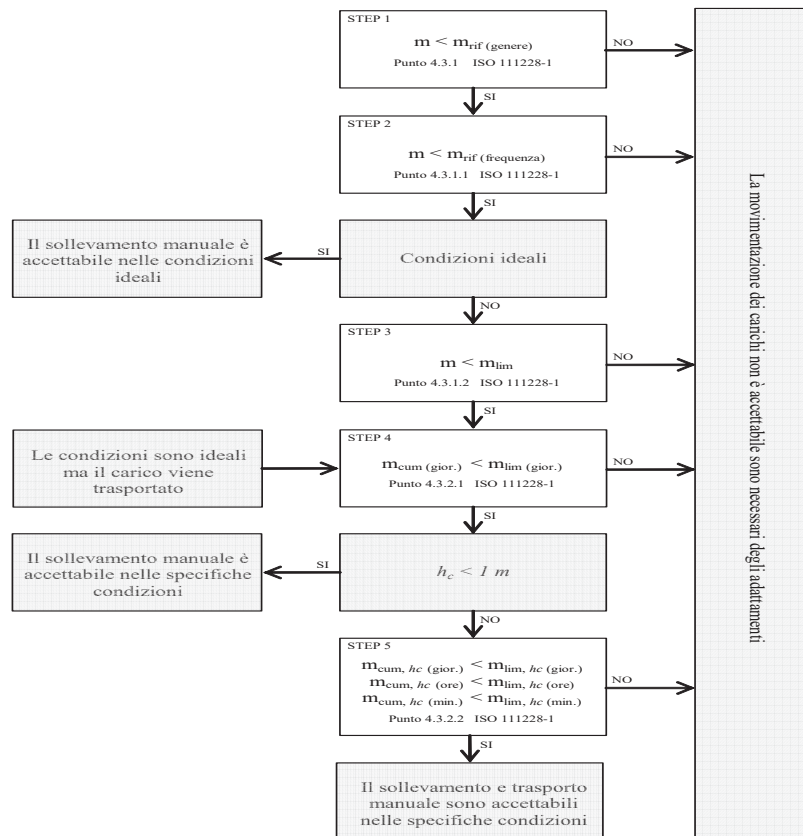 STEP 1
m < mrif (genere)
Punto 4.3.1 ISO 111228-1
NO
SI
STEP 2
m < mrif (frequenza)
Punto 4.3.1.1 ISO 111228-1
NO
SI
Il sollevamento manuale è
accettabile nelle condizioni
ideali
SI
Condizioni ideali
NO
STEP 3
m < mlim
Punto 4.3.1.2 ISO 111228-1
NO
SI
Le condizioni sono ideali
ma il carico viene
trasportato
STEP 4
mcum (gior.) < mlim (gior.)
Punto 4.3.2.1 ISO 111228-1
NO
SI
Il sollevamento manuale è
accettabile nelle specifiche
condizioni
SI
hc < 1 m
NO
STEP 5
mcum, hc (gior.) < mlim, hc (gior.)
mcum, hc (ore) < mlim, hc (ore)
mcum, hc (min.) < mlim, hc (min.)
Punto 4.3.2.2 ISO 111228-1
NO
SI
Il sollevamento e trasporto
manuale sono accettabili
nelle specifiche condizioni
La movimentazione dei carichi non è accettabile sono necessari degli adattamenti